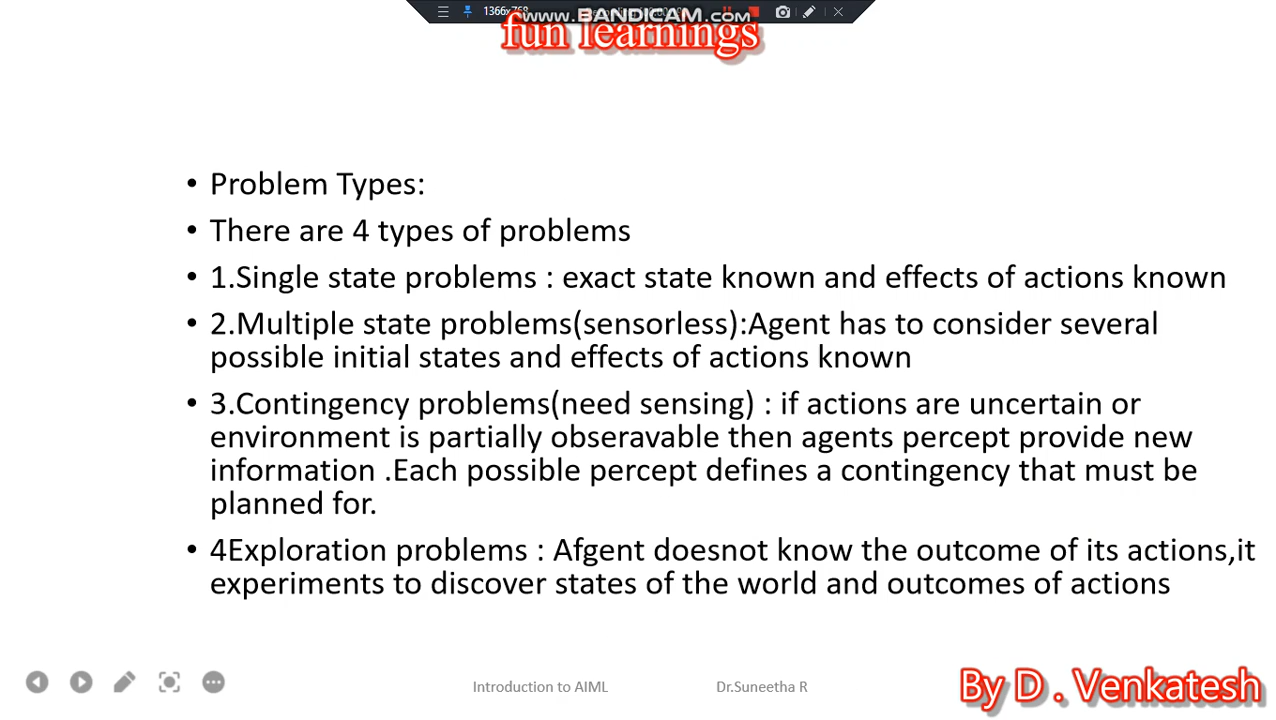 1366x768
www.BANDICAM.com
fun learnings
• Problem Types:
• There are 4 types of problems
• 1.Single state problems : exact state known and effects of actions known
• 2.Multiple state problems(sensorless):Agent has to consider several
possible initial states and effects of actions known
• 3.Contingency problems(need sensing) : if actions are uncertain or
environment is partially obseravable then agents percept provide new
information .Each possible percept defines a contingency that must be
planned for.
• 4Exploration problems : Afgent doesnot know the outcome of its actions,it
experiments to discover states of the world and outcomes of actions
Introduction to AIML
Dr.Suneetha R
By D . Venkatesh